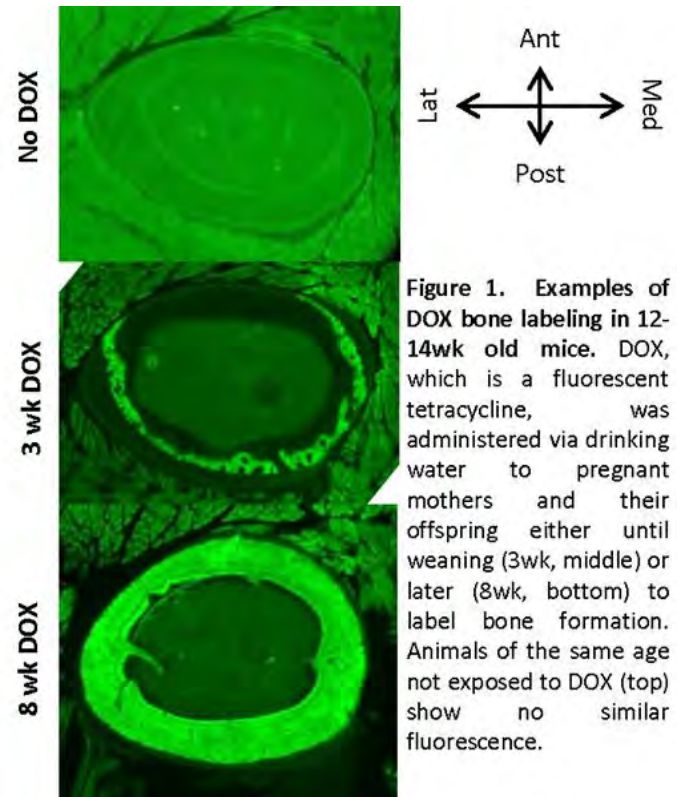 No DOX
3 wk DOX
8 wk DOX
Ant
Lat
Med
Post
Figure 1. Examples of
DOX bone labeling in 12-
14wk old mice. DOX,
which is a fluorescent
tetracycline, was
administered via drinking
water to pregnant
mothers and their
offspring either until
weaning (3wk, middle) or
later (8wk, bottom) to
label bone formation.
Animals of the same age
not exposed to DOX (top)
show no similar
fluorescence.